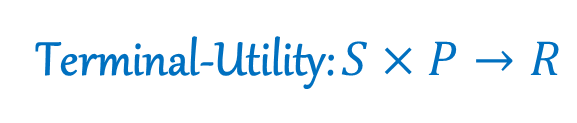 Terminal-Utility: S × P → R